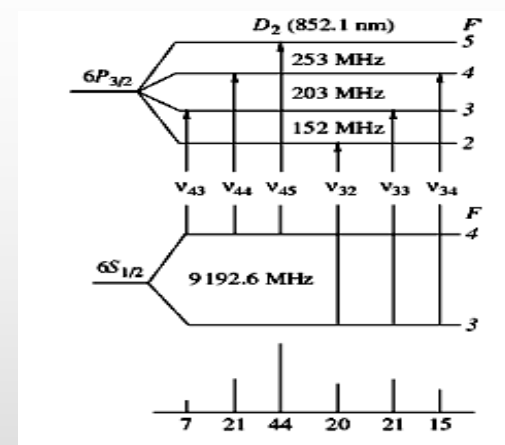 D₂ (852.1 nm) F'
5
253 MHz
6P₃/₂ 4
203 MHz
3
152 MHz
2
ν₄₃ ν₄₄ ν₄₅ ν₃₂ ν₃₃ ν₃₄
F
4
6S₁/₂ 9192.6 MHz
3
7 21 44 20 21 15